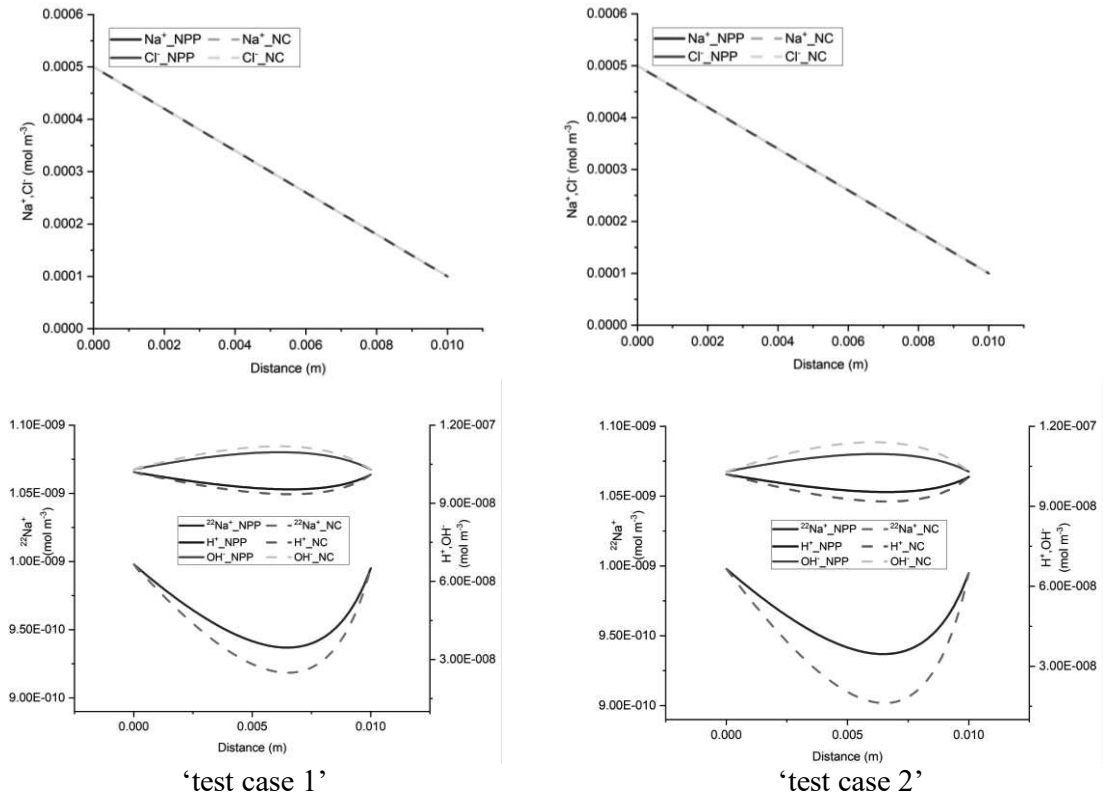 0.0006
0.0005
0.0004
0.0003
0.0002
0.0001
0.0000
Na⁺,Cl⁻ (mol m⁻³)
Na⁺_NPP Na⁺_NC
Cl⁻_NPP Cl⁻_NC
0.000 0.002 0.004 0.006 0.008 0.010
Distance (m)
0.0006
0.0005
0.0004
0.0003
0.0002
0.0001
0.0000
Na⁺,Cl⁻ (mol m⁻³)
Na⁺_NPP Na⁺_NC
Cl⁻_NPP Cl⁻_NC
0.000 0.002 0.004 0.006 0.008 0.010
Distance (m)
1.10E-009
1.05E-009
1.00E-009
9.50E-010
9.00E-010
²²Na⁺
(mol m⁻³)
²²Na⁺_NPP ²²Na⁺_NC
H⁺_NPP H⁺_NC
OH⁻_NPP OH⁻_NC
1.20E-007
9.00E-008
6.00E-008
3.00E-008
H⁺,OH⁻
(mol m⁻³)
0.000 0.005 0.010
Distance (m)
1.10E-009
1.05E-009
1.00E-009
9.50E-010
9.00E-010
²²Na⁺
(mol m⁻³)
²²Na⁺_NPP ²²Na⁺_NC
H⁺_NPP H⁺_NC
OH⁻_NPP OH⁻_NC
1.20E-007
9.00E-008
6.00E-008
3.00E-008
H⁺,OH⁻
(mol m⁻³)
0.000 0.005 0.010
Distance (m)
‘test case 1’ ‘test case 2’